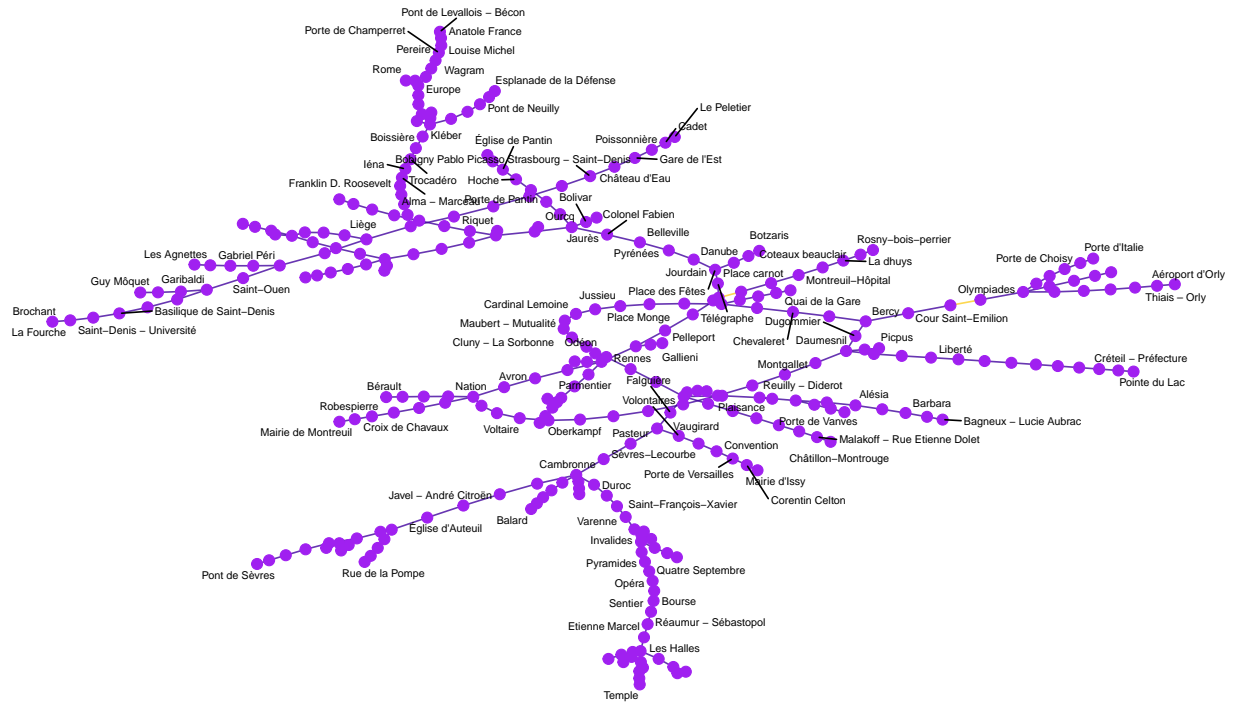 Pont de Levallois – Bécon
Porte de Champerret
Anatole France
Pereire
Louise Michel
Rome
Wagram
Europe
Esplanade de la Défense
Pont de Neuilly
Le Peletier
Cadet
Boissière
Kléber
Église de Pantin
Poissonnière
Iéna
Bobigny Pablo Picasso
Strasbourg – Saint-Denis
Gare de l'Est
Franklin D. Roosevelt
Trocadéro
Hoche
Château d'Eau
Alma – Marceau
Porte de Pantin
Bolivar
Liège
Riquet
Ourcq
Colonel Fabien
Jaurès
Belleville
Botzaris
Rosny-bois-perrier
Porte d'Italie
Les Agnettes
Gabriel Péri
Pyrénées
Danube
Coteaux beauclair
La dhuys
Porte de Choisy
Guy Môquet
Garibaldi
Saint-Ouen
Jourdain
Place carnot
Montreuil-Hôpital
Aéroport d'Orly
Jussieu
Place des Fêtes
Olympiades
Thiais – Orly
Brochant
Basilique de Saint-Denis
Cardinal Lemoine
Quai de la Gare
La Fourche
Saint-Denis – Université
Maubert – Mutualité
Place Monge
Télégraphe
Dugommier
Bercy
Cour Saint-Emilion
Cluny – La Sorbonne
Odéon
Pelleport
Chevaleret
Daumesnil
Picpus
Rennes
Gallieni
Montgallet
Liberté
Créteil – Préfecture
Pointe du Lac
Bérault
Nation
Avron
Parmentier
Falguière
Reuilly – Diderot
Robespierre
Volontaires
Plaisance
Alésia
Barbara
Mairie de Montreuil
Croix de Chavaux
Voltaire
Oberkampf
Porte de Vanves
Bagneux – Lucie Aubrac
Pasteur
Vaugirard
Malakoff – Rue Etienne Dolet
Sèvres-Lecourbe
Convention
Châtillon-Montrouge
Cambronne
Porte de Versailles
Mairie d'Issy
Javel – André Citroën
Duroc
Corentin Celton
Balard
Saint-François-Xavier
Église d'Auteuil
Varenne
Invalides
Pont de Sèvres
Rue de la Pompe
Pyramides
Quatre Septembre
Opéra
Sentier
Bourse
Etienne Marcel
Réaumur – Sébastopol
Les Halles
Temple